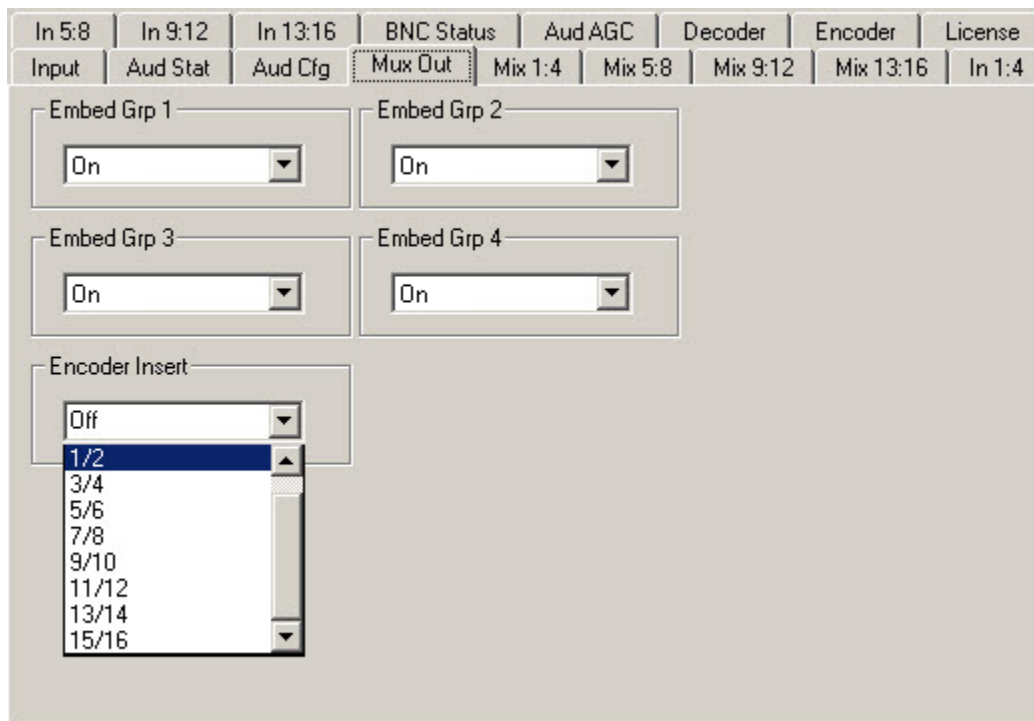 In 5:8 In 9:12 In 13:16 BNC Status Aud AGC Decoder Encoder License
Input Aud Stat Aud Cfg Mux Out Mix 1:4 Mix 5:8 Mix 9:12 Mix 13:16 In 1:4
Embed Grp 1 Embed Grp 2
On On
Embed Grp 3 Embed Grp 4
On On
Encoder Insert
Off
1/2
3/4
5/6
7/8
9/10
11/12
13/14
15/16